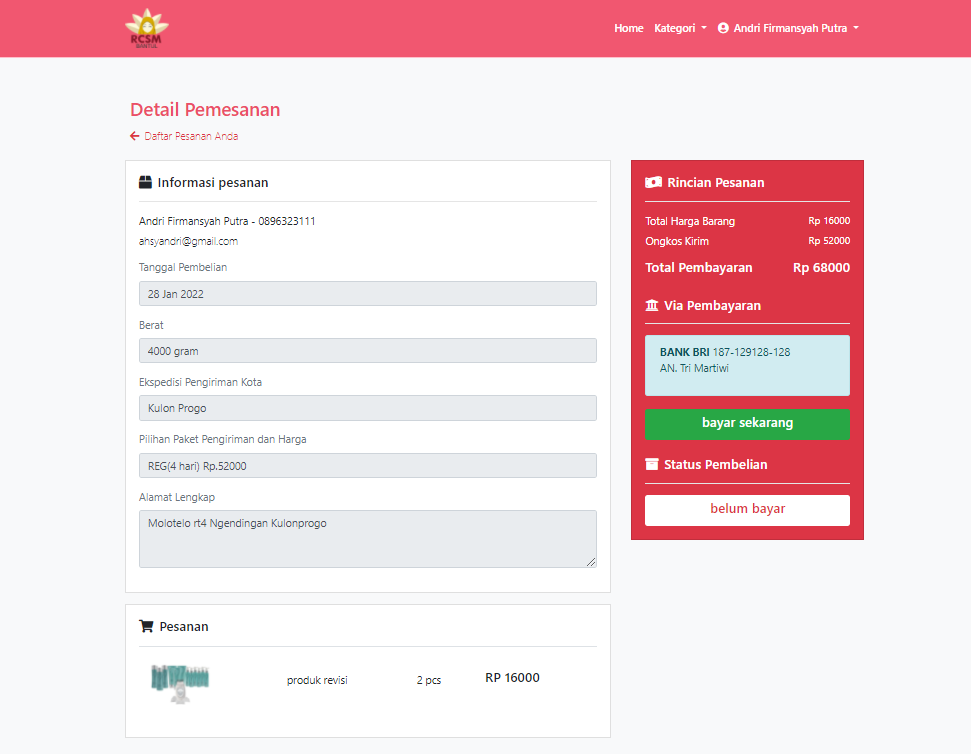 RCSM
BANTUL
Home Kategori Andri Firmansyah Putra
Detail Pemesanan
Daftar Pesanan Anda
Informasi pesanan
Andri Firmansyah Putra - 0896323111
ahsyandri@gmail.com
Tanggal Pembelian
28 Jan 2022
Berat
4000 gram
Ekspedisi Pengiriman Kota
Kulon Progo
Pilihan Paket Pengiriman dan Harga
REG(4 hari) Rp.52000
Alamat Lengkap
Molotelo rt4 Ngendingan Kulonprogo
Pesanan
produk revisi 2 pcs RP 16000
Rincian Pesanan
Total Harga Barang Rp 16000
Ongkos Kirim Rp 52000
Total Pembayaran Rp 68000
Via Pembayaran
BANK BRI 187-129128-128
AN. Tri Martiwi
bayar sekarang
Status Pembelian
belum bayar